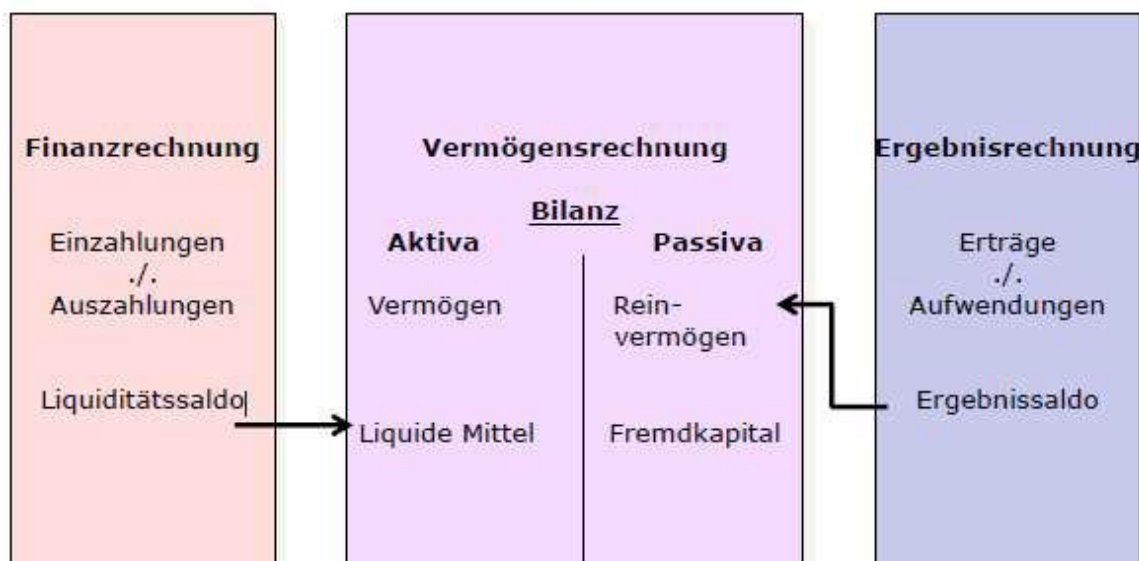 Finanzrechnung
Einzahlungen
./.
Auszahlungen
Liquiditätssaldo
Vermögensrechnung
Bilanz
Aktiva
Vermögen
Liquide Mittel
Passiva
Rein-
vermögen
Fremdkapital
Ergebnisrechnung
Erträge
./.
Aufwendungen
Ergebnissaldo